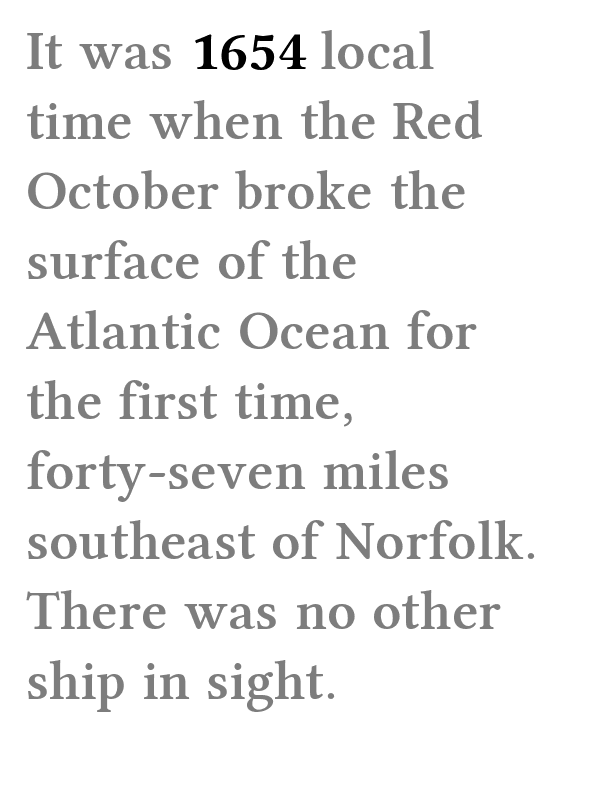 It was 1654 local
time when the Red
October broke the
surface of the
Atlantic Ocean for
the first time,
forty-seven miles
southeast of Norfolk.
There was no other
ship in sight.